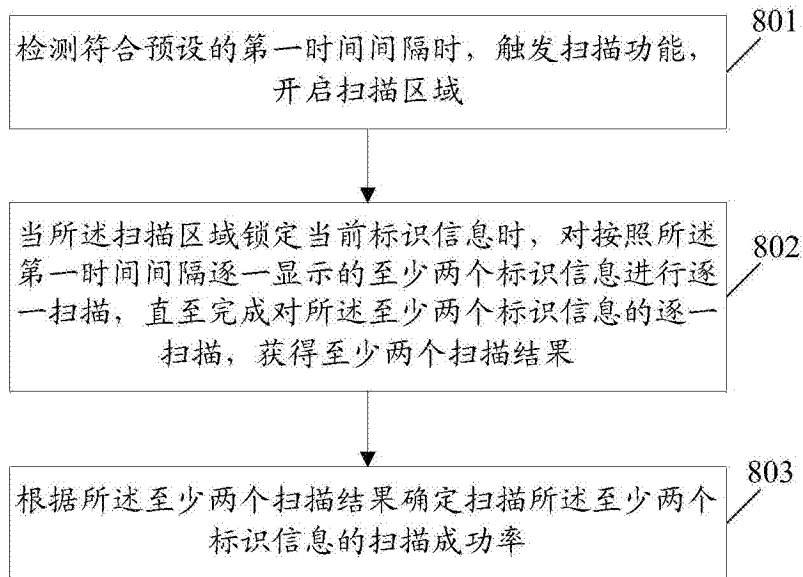 检测符合预设的第一时间间隔时，触发扫描功能，
开启扫描区域
801
当所述扫描区域锁定当前标识信息时，对按照所述
第一时间间隔逐一显示的至少两个标识信息进行逐
一扫描，直至完成对所述至少两个标识信息的逐一
扫描，获得至少两个扫描结果
802
根据所述至少两个扫描结果确定扫描所述至少两个
标识信息的扫描成功率
803